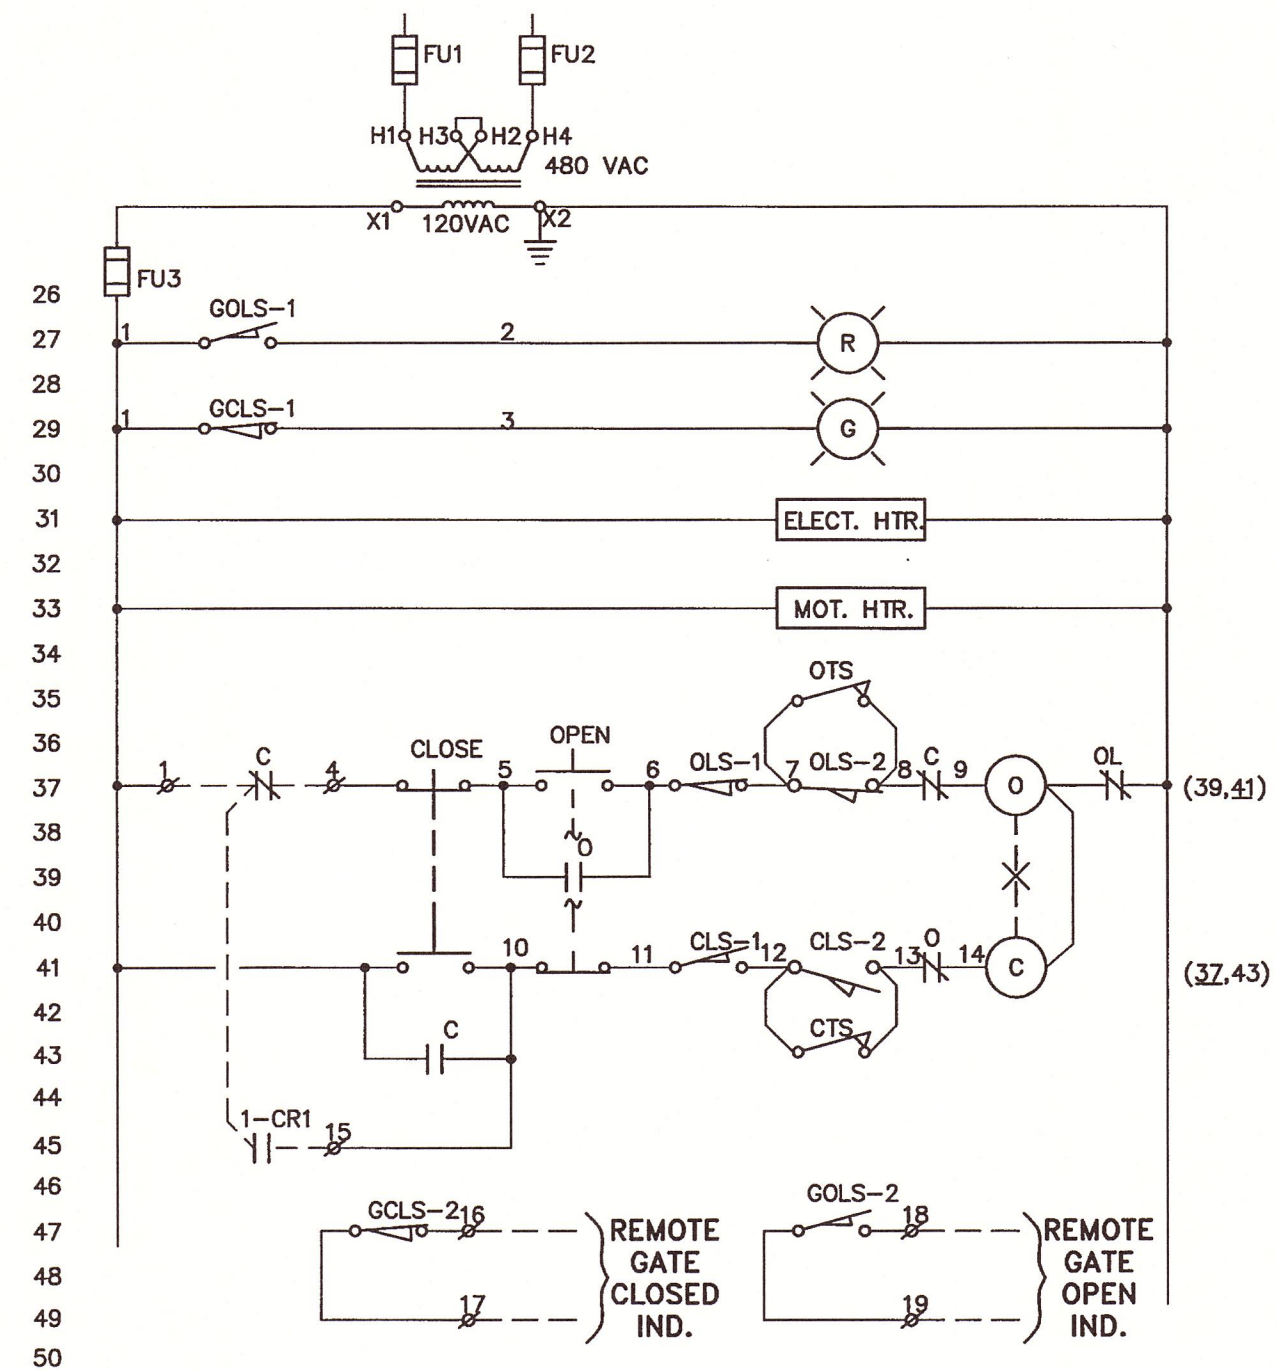 FU1 FU2
H1 H3 H2 H4
480 VAC
X1 120VAC X2
FU3
26
GOLS-1
27 1 2 R
28
GCLS-1
29 1 3 G
30
31 ELECT. HTR.
32
33 MOT. HTR.
34
OTS
35
36 C CLOSE OPEN
1 4 5 6 OLS-1 7 OLS-2 8 C 9 OL
37 O (39,41)
38
O
39
40
10 11 CLS-1 12 CLS-2 13 O 14
41 C (37,43)
42
C CTS
43
44
1-CR1 15
45
46
GCLS-2 16 GOLS-2 18
47
48
17 19
49
50
REMOTE
GATE
CLOSED
IND.
REMOTE
GATE
OPEN
IND.